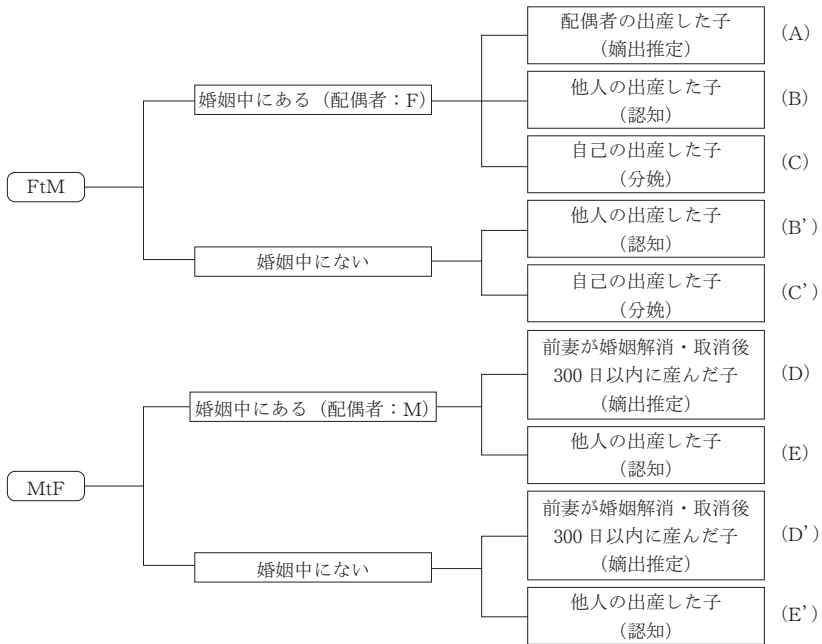 配偶者の出産した子
(嫡出推定)
(A)
婚姻中にある(配偶者:F)
他人の出産した子
(認知)
(B)
自己の出産した子
(分娩)
(C)
FtM
他人の出産した子
(認知)
(B’)
婚姻中にない
自己の出産した子
(分娩)
(C’)
前妻が婚姻解消・取消後
300日以内に産んだ子
(嫡出推定)
(D)
婚姻中にある(配偶者:M)
他人の出産した子
(認知)
(E)
MtF
前妻が婚姻解消・取消後
300日以内に産んだ子
(嫡出推定)
(D’)
婚姻中にない
他人の出産した子
(認知)
(E’)